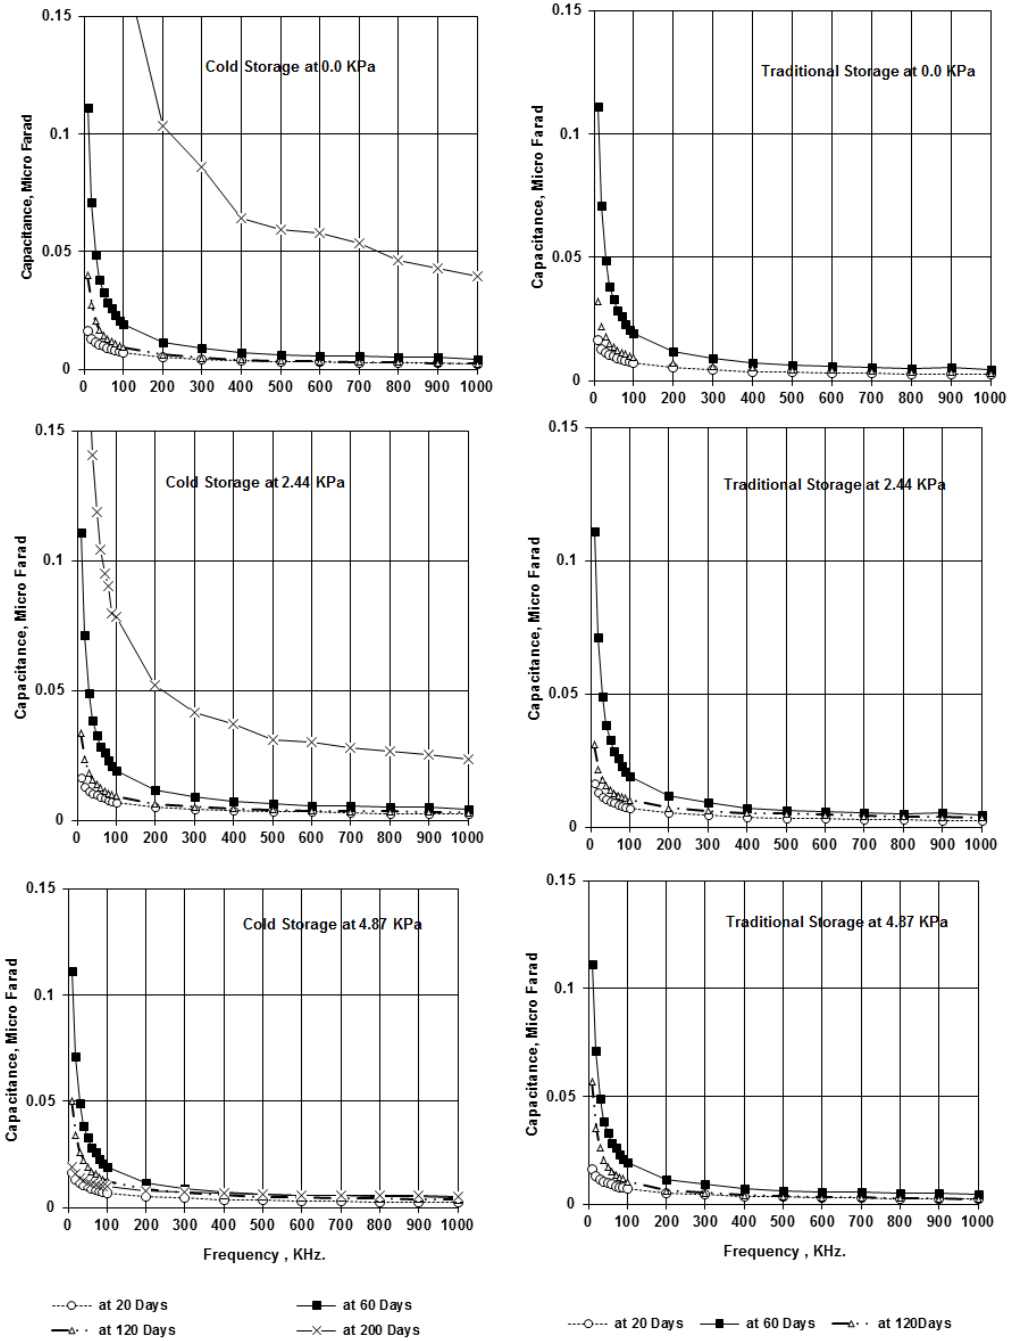 Cold Storage at 0.0 KPa
Capacitance, Micro Farad
0.15
0.1
0.05
0
0 100 200 300 400 500 600 700 800 900 1000
Traditional Storage at 0.0 KPa
Capacitance, Micro Farad
0.15
0.1
0.05
0
0 100 200 300 400 500 600 700 800 900 1000
Cold Storage at 2.44 KPa
Capacitance, Micro Farad
0.15
0.1
0.05
0
0 100 200 300 400 500 600 700 800 900 1000
Traditional Storage at 2.44 KPa
Capacitance, Micro Farad
0.15
0.1
0.05
0
0 100 200 300 400 500 600 700 800 900 1000
Cold Storage at 4.87 KPa
Capacitance, Micro Farad
0.15
0.1
0.05
0
0 100 200 300 400 500 600 700 800 900 1000
Frequency , KHz.
Traditional Storage at 4.87 KPa
Capacitance, Micro Farad
0.15
0.1
0.05
0
0 100 200 300 400 500 600 700 800 900 1000
Frequency , KHz.
at 20 Days at 60 Days
at 120 Days at 200 Days
at 20 Days at 60 Days at 120Days